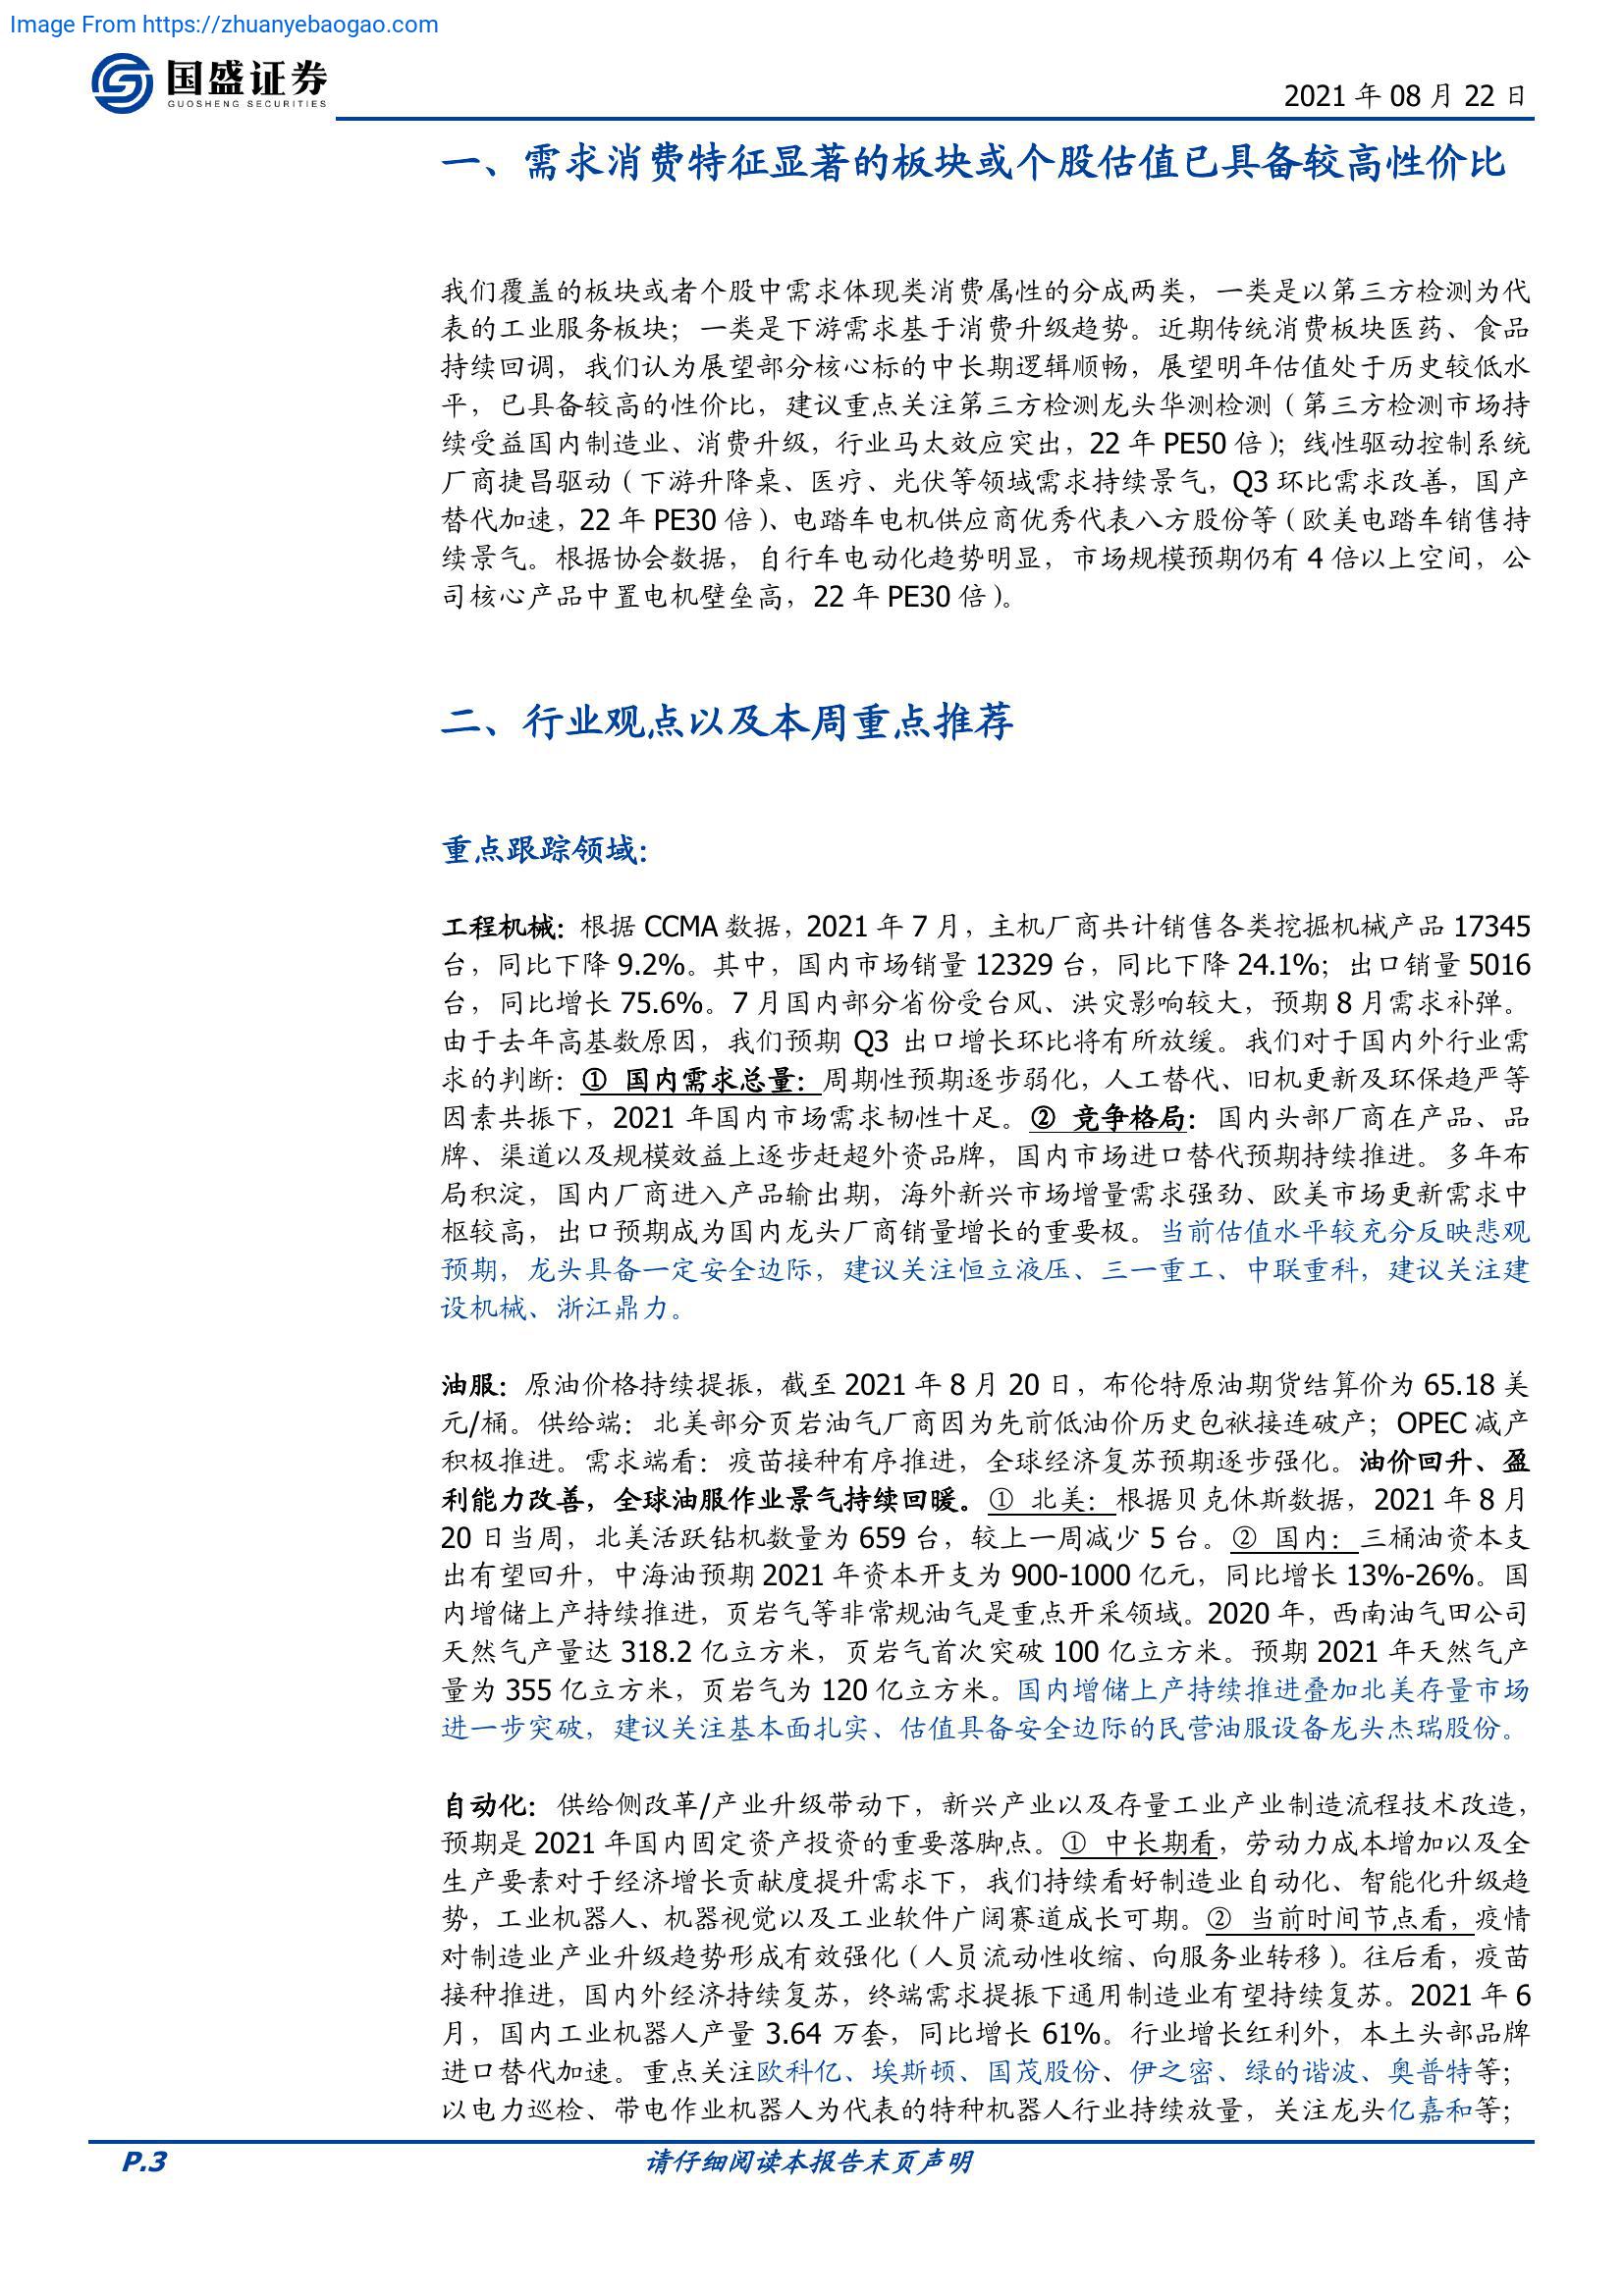 Image From https://zhuanyebaogao.com
国盛证券
GUOSHENG SECURITIES
2021 年 08 月 22 日
一、需求消费特征显著的板块或个股估值已具备较高性价比
我们覆盖的板块或者个股中需求体现类消费属性的分成两类，一类是以第三方检测为代
表的工业服务板块；一类是下游需求基于消费升级趋势。近期传统消费板块医药、食品
持续回调，我们认为展望部分核心标的中长期逻辑顺畅，展望明年估值处于历史较低水
平，已具备较高的性价比，建议重点关注第三方检测龙头华测检测（第三方检测市场持
续受益国内制造业、消费升级，行业马太效应突出，22 年 PE50 倍）；线性驱动控制系统
厂商捷昌驱动（下游升降桌、医疗、光伏等领域需求持续景气，Q3 环比需求改善，国产
替代加速，22 年 PE30 倍）、电踏车电机供应商优秀代表八方股份等（欧美电踏车销售持
续景气。根据协会数据，自行车电动化趋势明显，市场规模预期仍有 4 倍以上空间，公
司核心产品中置电机壁垒高，22 年 PE30 倍）。
二、行业观点以及本周重点推荐
重点跟踪领域：
工程机械：根据 CCMA 数据，2021 年 7 月，主机厂商共计销售各类挖掘机械产品 17345
台，同比下降 9.2%。其中，国内市场销量 12329 台，同比下降 24.1%；出口销量 5016
台，同比增长 75.6%。7 月国内部分省份受台风、洪灾影响较大，预期 8 月需求补弹。
由于去年高基数原因，我们预期 Q3 出口增长环比将有所放缓。我们对于国内外行业需
求的判断：① 国内需求总量：周期性预期逐步弱化，人工替代、旧机更新及环保趋严等
因素共振下，2021 年国内市场需求韧性十足。② 竞争格局：国内头部厂商在产品、品
牌、渠道以及规模效益上逐步赶超外资品牌，国内市场进口替代预期持续推进。多年布
局积淀，国内厂商进入产品输出期，海外新兴市场增量需求强劲、欧美市场更新需求中
枢较高，出口预期成为国内龙头厂商销量增长的重要极。当前估值水平较充分反映悲观
预期，龙头具备一定安全边际，建议关注恒立液压、三一重工、中联重科，建议关注建
设机械、浙江鼎力。
油服：原油价格持续提振，截至 2021 年 8 月 20 日，布伦特原油期货结算价为 65.18 美
元/桶。供给端：北美部分页岩油气厂商因为先前低油价历史包袱接连破产；OPEC 减产
积极推进。需求端看：疫苗接种有序推进，全球经济复苏预期逐步强化。油价回升、盈
利能力改善，全球油服作业景气持续回暖。① 北美：根据贝克休斯数据，2021 年 8 月
20 日当周，北美活跃钻机数量为 659 台，较上一周减少 5 台。② 国内：三桶油资本支
出有望回升，中海油预期 2021 年资本开支为 900-1000 亿元，同比增长 13%-26%。国
内增储上产持续推进，页岩气等非常规油气是重点开采领域。2020 年，西南油气田公司
天然气产量达 318.2 亿立方米，页岩气首次突破 100 亿立方米。预期 2021 年天然气产
量为 355 亿立方米，页岩气为 120 亿立方米。国内增储上产持续推进叠加北美存量市场
进一步突破，建议关注基本面扎实、估值具备安全边际的民营油服设备龙头杰瑞股份。
自动化：供给侧改革/产业升级带动下，新兴产业以及存量工业产业制造流程技术改造，
预期是 2021 年国内固定资产投资的重要落脚点。① 中长期看，劳动力成本增加以及全
生产要素对于经济增长贡献度提升需求下，我们持续看好制造业自动化、智能化升级趋
势，工业机器人、机器视觉以及工业软件广阔赛道成长可期。② 当前时间节点看，疫情
对制造业产业升级趋势形成有效强化（人员流动性收缩、向服务业转移）。往后看，疫苗
接种推进，国内外经济持续复苏，终端需求提振下通用制造业有望持续复苏。2021 年 6
月，国内工业机器人产量 3.64 万套，同比增长 61%。行业增长红利外，本土头部品牌
进口替代加速。重点关注欧科亿、埃斯顿、国茂股份、伊之密、绿的谐波、奥普特等；
以电力巡检、带电作业机器人为代表的特种机器人行业持续放量，关注龙头亿嘉和等；
P.3
请仔细阅读本报告末页声明